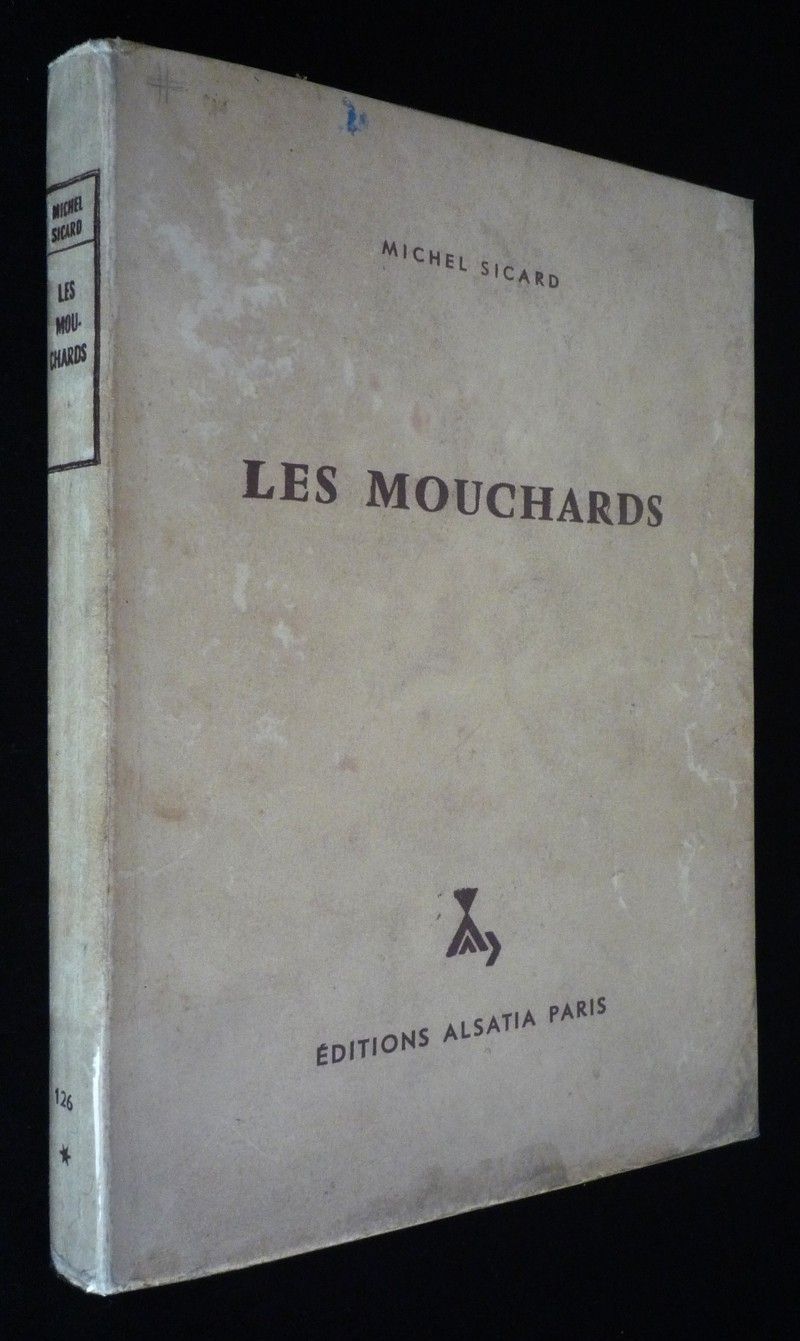 MICHEL
SICARD
LES
MOU-
CHARDS
126
MICHEL SICARD
LES MOUCHARDS
ÉDITIONS ALSATIA PARIS